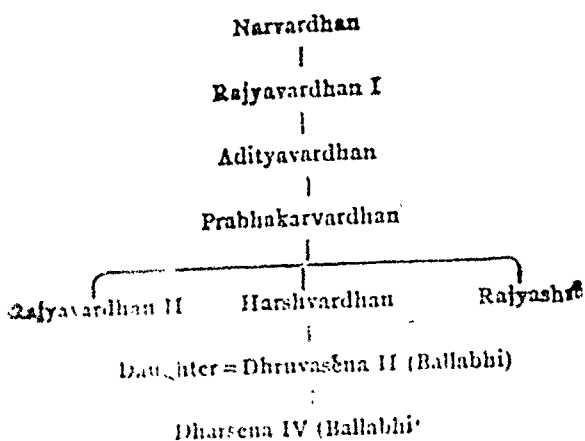 Narvardhan
Rajyavardhan I
Adityavardhan
Prabhakarvardhan
Rajyavardhan II Harshvardhan Rajyashri
Daughter = Dhruvasena II (Ballabhi)
Dharsena IV (Ballabhi)